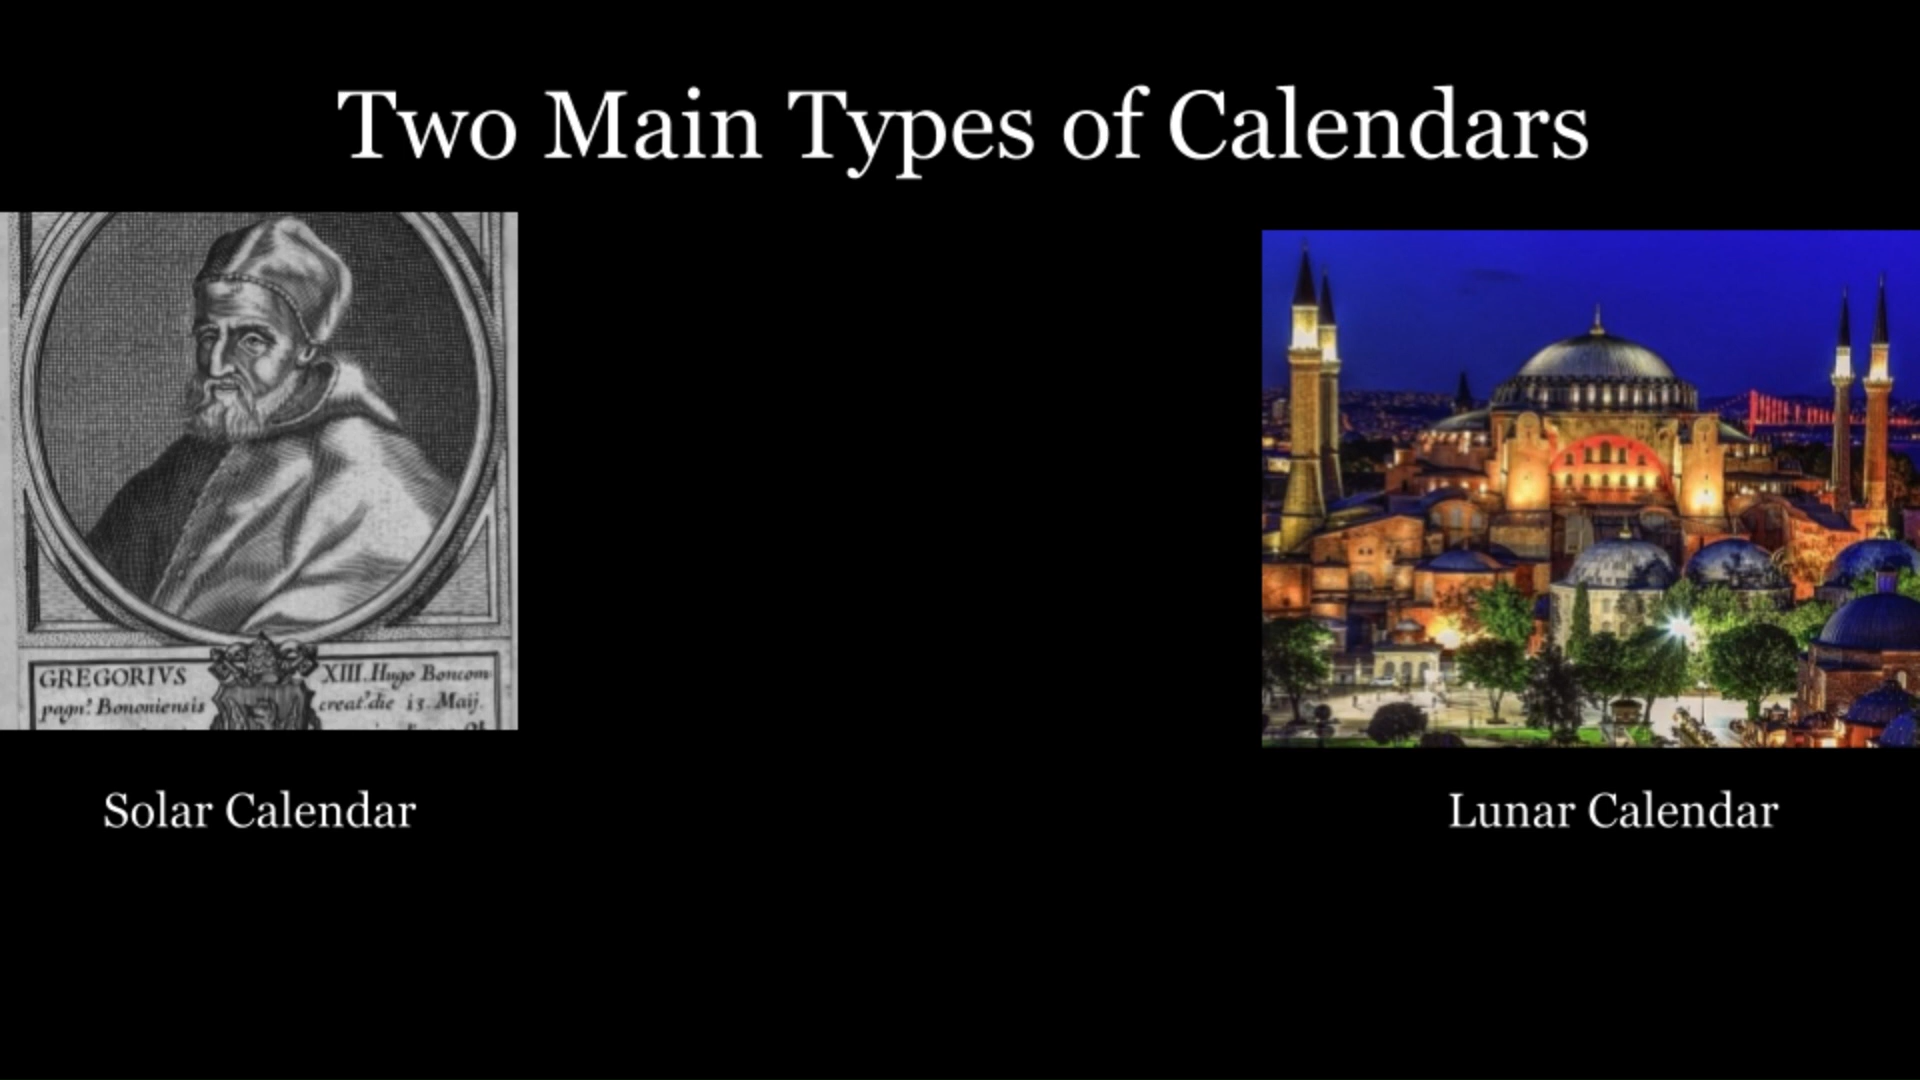 Two Main Types of Calendars
GREGORIVS XIII. Hugo Boncom
pagn? Bononiensis creat? die 13. Maij.
Solar Calendar
Lunar Calendar